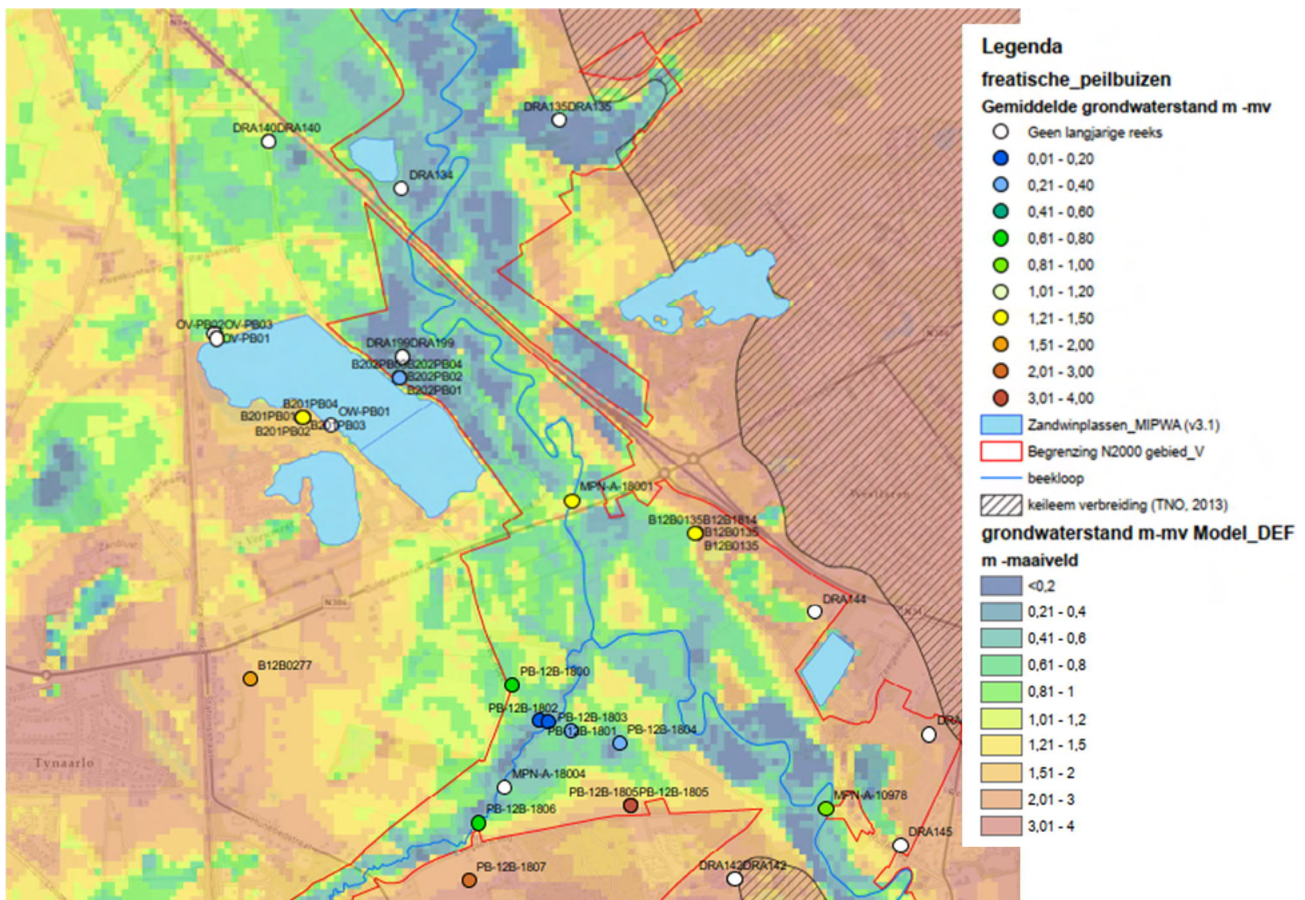 N34
DRA135DRA135
DRA140DRA140
DRA134
OV-PB02OV-PB03
OV-PB01
DRA199DRA199
B202PB03B202PB04
B202PB02
B202PB01
B201PB04
OW-PB01
B201PB01
B201PB03
B201PB02
MPN-A-18001
B12B0135B12B1814
B12B0135
B12B0135
N386
DRA144
N34
B12B0277
PB-12B-1800
PB-12B-1802
PB-12B-1803
PB-12B-1801
PB-12B-1804
DRA
Tynaarlo
MPN-A-18004
PB-12B-1805PB-12B-1805
PB-12B-1806
MPN-A-10978
DRA145
PB-12B-1807
DRA142DRA142
Legenda
freatische_peilbuizen
Gemiddelde grondwaterstand m -mv
Geen langjarige reeks
0,01 - 0,20
0,21 - 0,40
0,41 - 0,60
0,61 - 0,80
0,81 - 1,00
1,01 - 1,20
1,21 - 1,50
1,51 - 2,00
2,01 - 3,00
3,01 - 4,00
Zandwinplassen_MIPWA (v3.1)
Begrenzing N2000 gebied_V
beekloop
keileem verbreiding (TNO, 2013)
grondwaterstand m-mv Model_DEF
m -maaiveld
<0,2
0,21 - 0,4
0,41 - 0,6
0,61 - 0,8
0,81 - 1
1,01 - 1,2
1,21 - 1,5
1,51 - 2
2,01 - 3
3,01 - 4